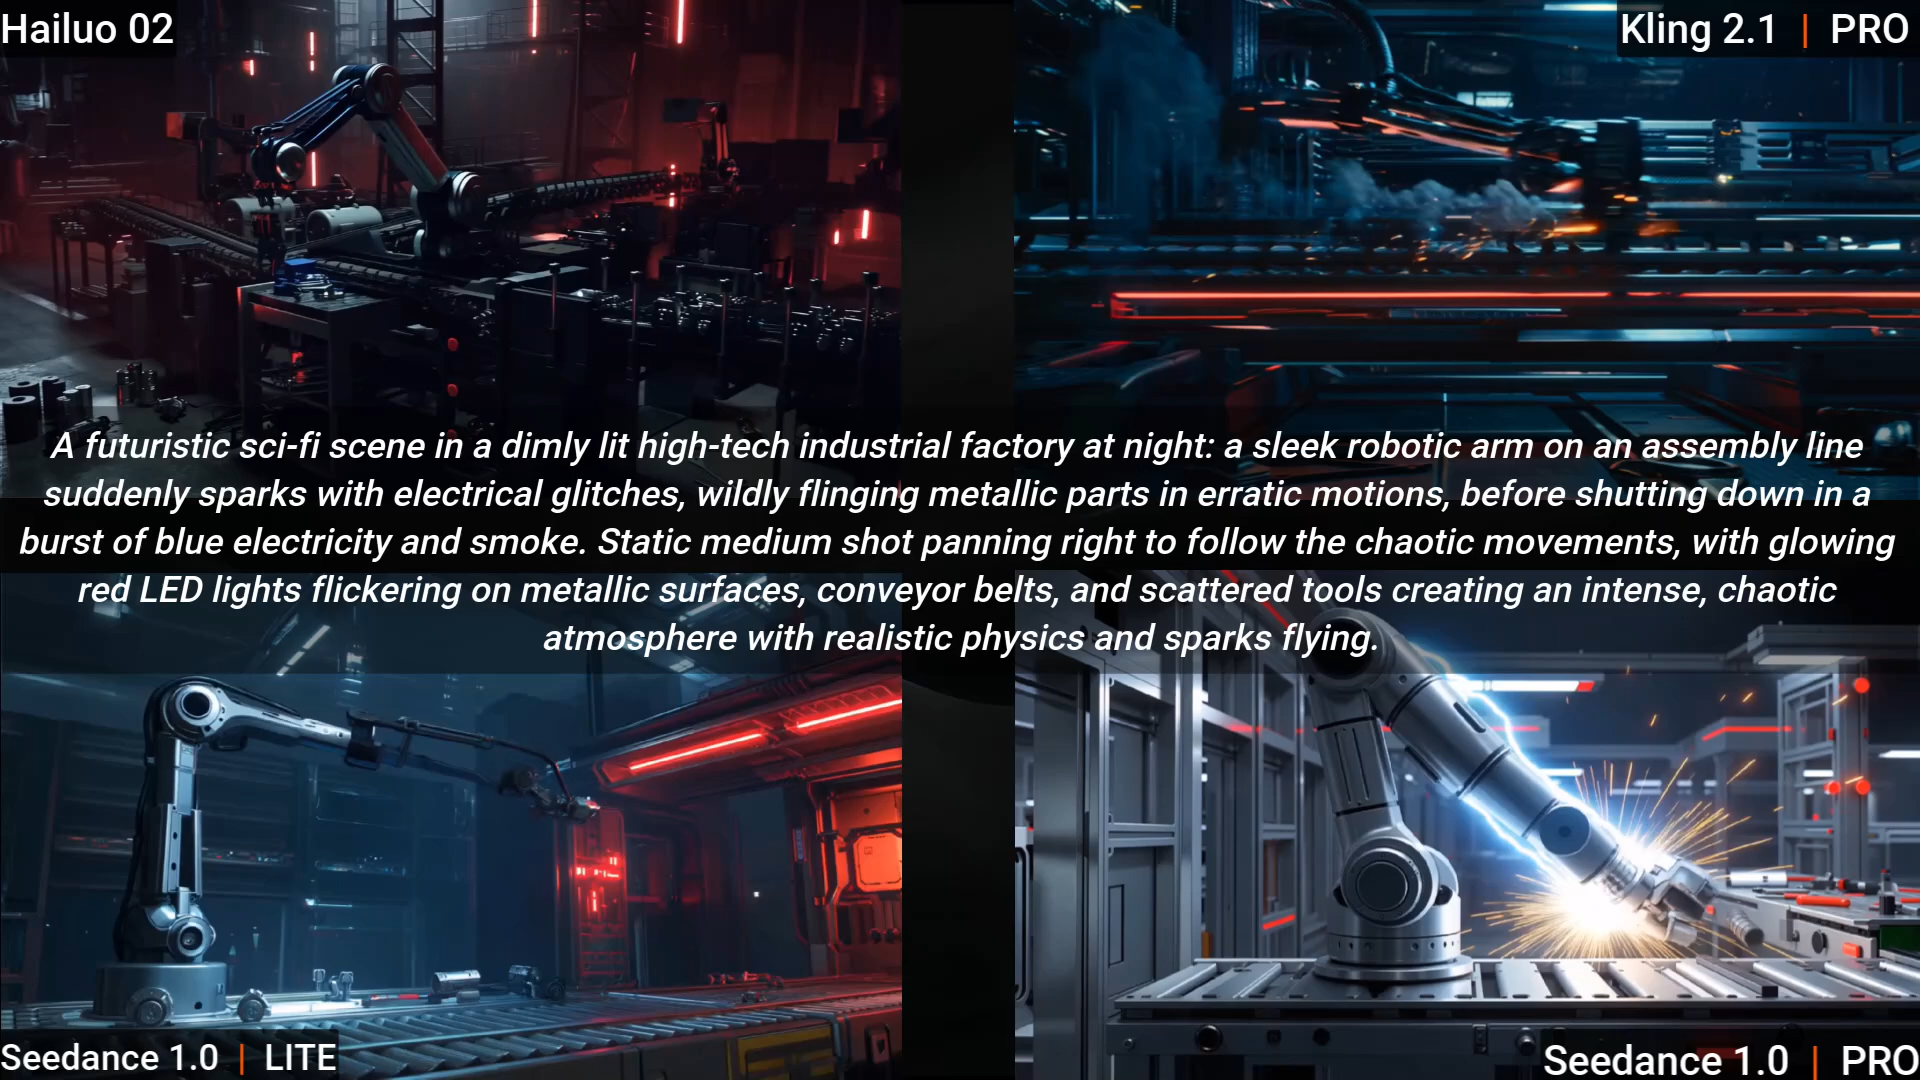 Hailuo 02
Kling 2.1 | PRO
A futuristic sci-fi scene in a dimly lit high-tech industrial factory at night: a sleek robotic arm on an assembly line
suddenly sparks with electrical glitches, wildly flinging metallic parts in erratic motions, before shutting down in a
burst of blue electricity and smoke. Static medium shot panning right to follow the chaotic movements, with glowing
red LED lights flickering on metallic surfaces, conveyor belts, and scattered tools creating an intense, chaotic
atmosphere with realistic physics and sparks flying.
Seedance 1.0 | LITE
Seedance 1.0 | PRO